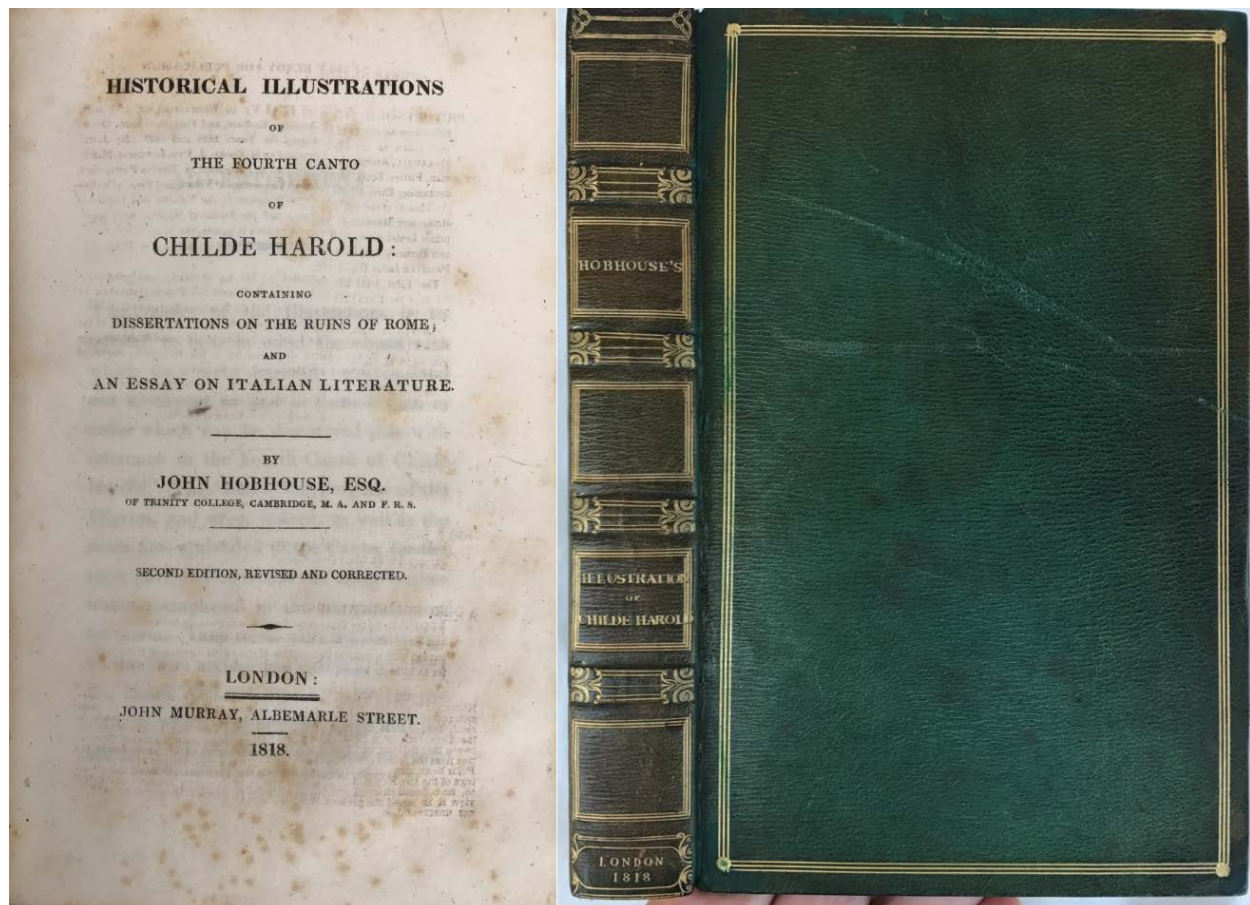 HISTORICAL ILLUSTRATIONS
OF
THE FOURTH CANTO
OF
CHILDE HAROLD:
CONTAINING
DISSERTATIONS ON THE RUINS OF ROME;
AND
AN ESSAY ON ITALIAN LITERATURE.
BY
JOHN HOBHOUSE, ESQ.
OF TRINITY COLLEGE, CAMBRIDGE, M. A. AND F. R. S.
SECOND EDITION, REVISED AND CORRECTED.
LONDON:
JOHN MURRAY, ALBEMARLE STREET.
1818.
HOBHOUSE'S
ILLUSTRATION
OF
CHILDE HAROLD
LONDON
1818